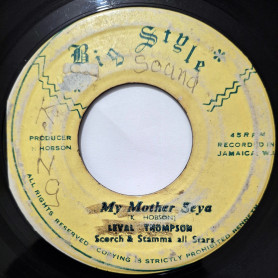 Big Style
Sound
PRODUCER
HOBSON
45 R.P.M
RECORDED IN
JAMAICA, W.I.
My Mother Seya
(K. HOBSON)
LEVAL THOMPSON
Scorch & Stamma all Stars
ALL RIGHTS RESERVED COPYING IS STRICTLY PROHIBITED